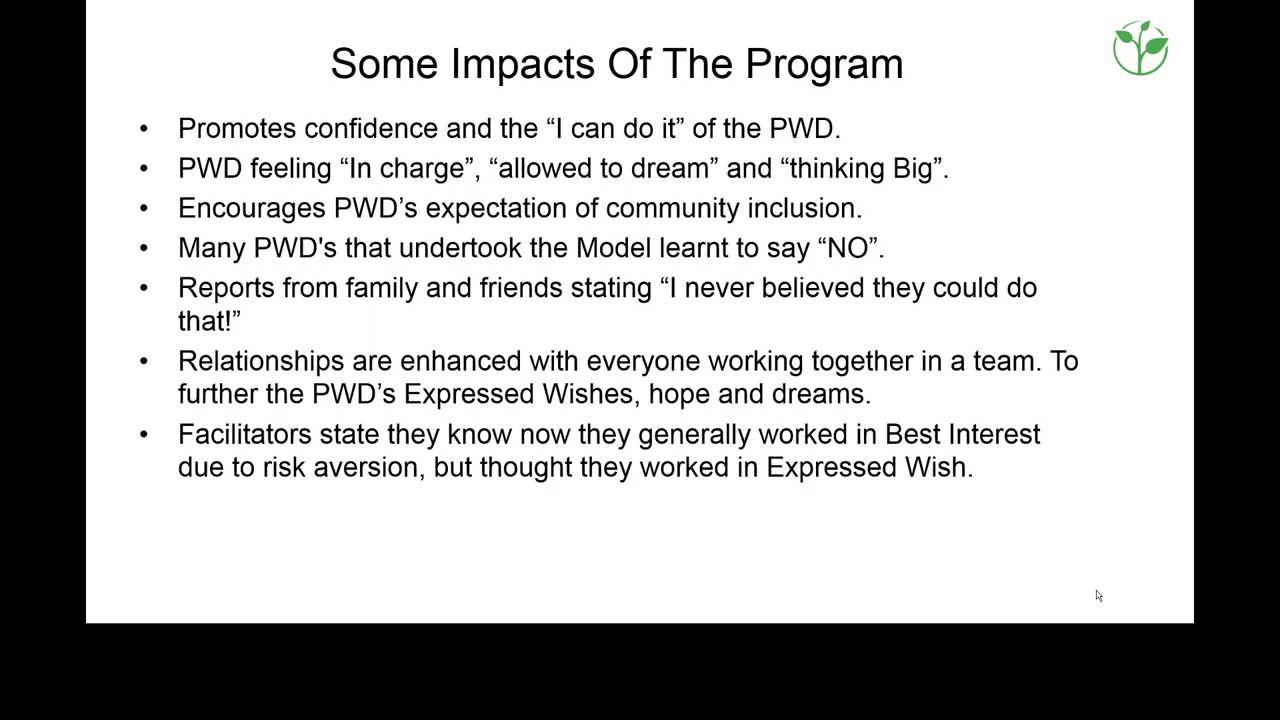 Some Impacts Of The Program
• Promotes confidence and the “I can do it” of the PWD.
• PWD feeling “In charge”, “allowed to dream” and “thinking Big”.
• Encourages PWD’s expectation of community inclusion.
• Many PWD's that undertook the Model learnt to say “NO”.
• Reports from family and friends stating “I never believed they could do
that!”
• Relationships are enhanced with everyone working together in a team. To
further the PWD’s Expressed Wishes, hope and dreams.
• Facilitators state they know now they generally worked in Best Interest
due to risk aversion, but thought they worked in Expressed Wish.